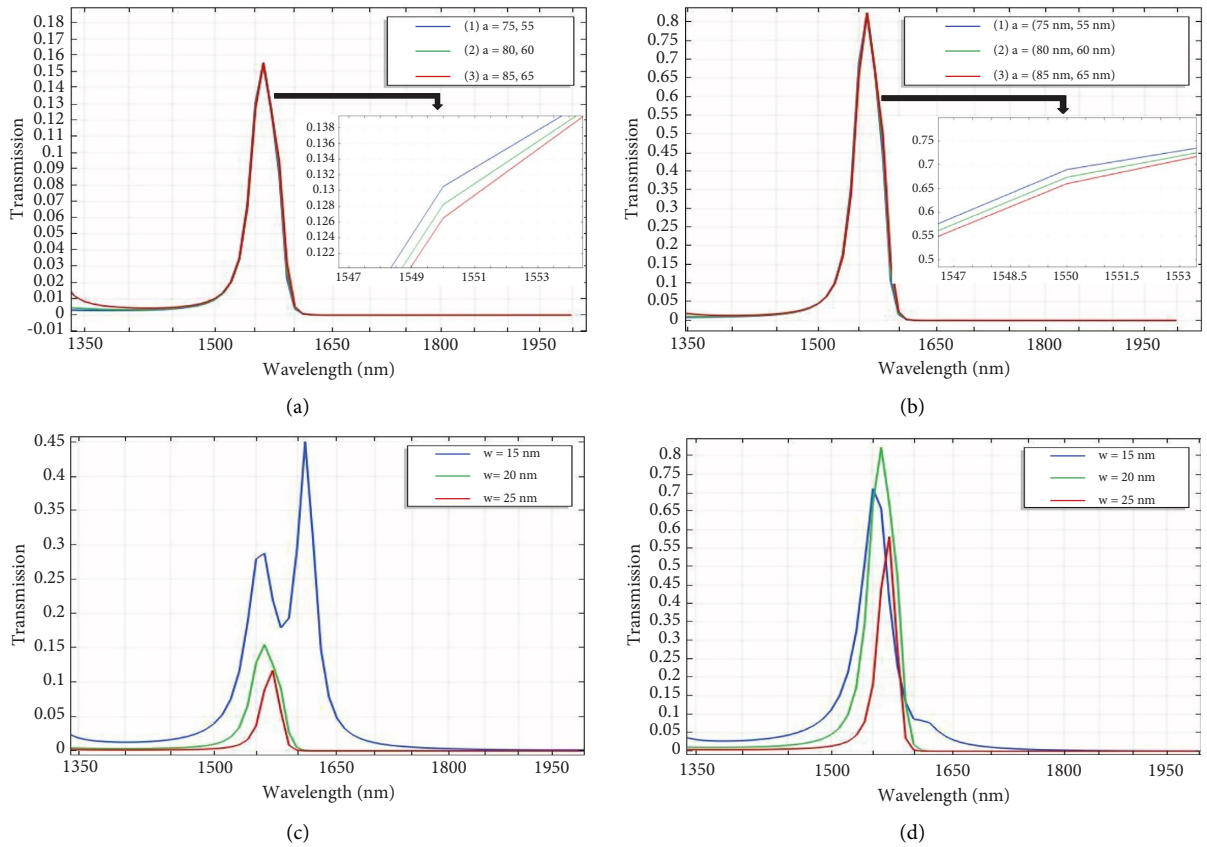 0.18
0.17
0.16
0.15
0.14
0.13
0.12
0.11
0.1
0.09
0.08
0.07
0.06
0.05
0.04
0.03
0.02
0.01
0
-0.01
Transmission
(1) a = 75, 55
(2) a = 80, 60
(3) a = 85, 65
0.138
0.136
0.134
0.132
0.13
0.128
0.126
0.124
0.122
1547 1549 1551 1553
1350 1500 1650 1800 1950
Wavelength (nm)
(a)
0.8
0.75
0.7
0.65
0.6
0.55
0.5
0.45
0.4
0.35
0.3
0.25
0.2
0.15
0.1
0.05
0
Transmission
(1) a = (75 nm, 55 nm)
(2) a = (80 nm, 60 nm)
(3) a = (85 nm, 65 nm)
0.75
0.7
0.65
0.6
0.55
0.5
1547 1548.5 1550 1551.5 1553
1350 1500 1650 1800 1950
Wavelength (nm)
(b)
0.45
0.4
0.35
0.3
0.25
0.2
0.15
0.1
0.05
0
Transmission
w = 15 nm
w= 20 nm
w = 25 nm
1350 1500 1650 1800 1950
Wavelength (nm)
(c)
0.8
0.75
0.7
0.65
0.6
0.55
0.5
0.45
0.4
0.35
0.3
0.25
0.2
0.15
0.1
0.05
0
Transmission
w = 15 nm
w = 20 nm
w = 25 nm
1350 1500 1650 1800 1950
Wavelength (nm)
(d)